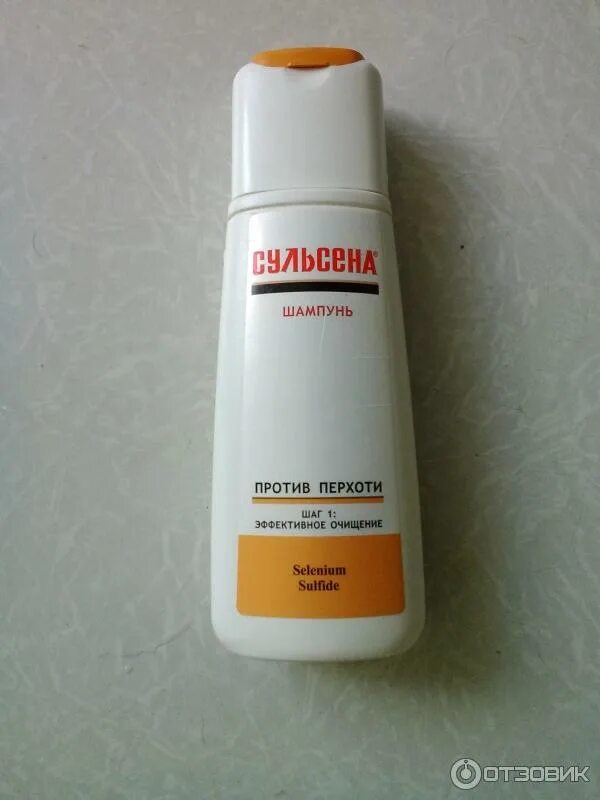 СУЛЬСЕНА®
ШАМПУНЬ
ПРОТИВ ПЕРХОТИ
ШАГ 1:
ЭФФЕКТИВНОЕ ОЧИЩЕНИЕ
Selenium
Sulfide
ОТЗОВИК